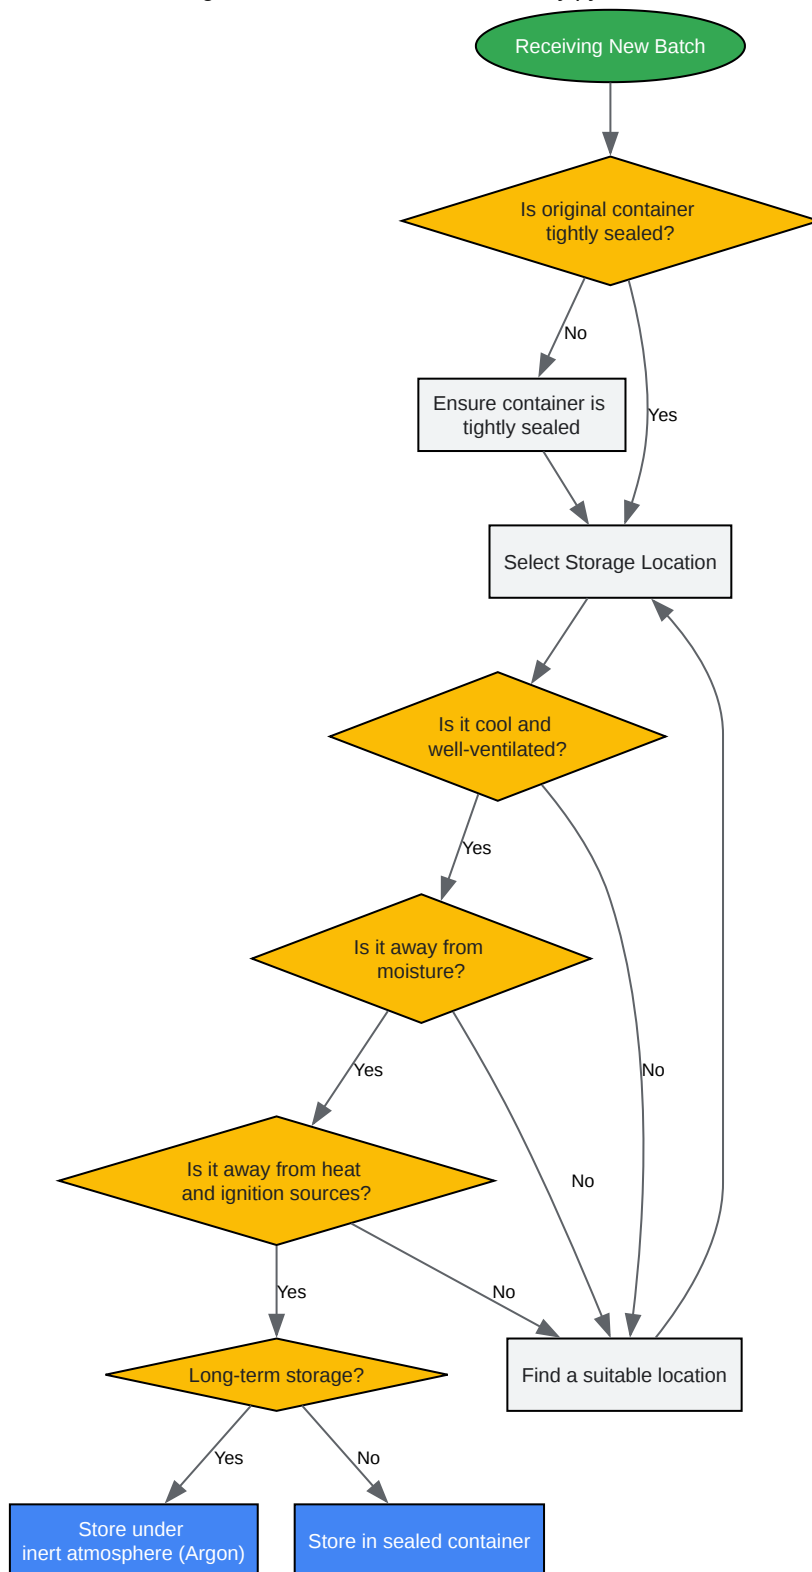 Receiving New Batch
Is original container
tightly sealed?
No
Ensure container is
tightly sealed
Yes
Select Storage Location
Is it cool and
well-ventilated?
Yes
Is it away from
moisture?
Yes
No
Is it away from heat
and ignition sources?
No
Yes
No
Long-term storage?
Find a suitable location
Yes
No
Store under
inert atmosphere (Argon)
Store in sealed container